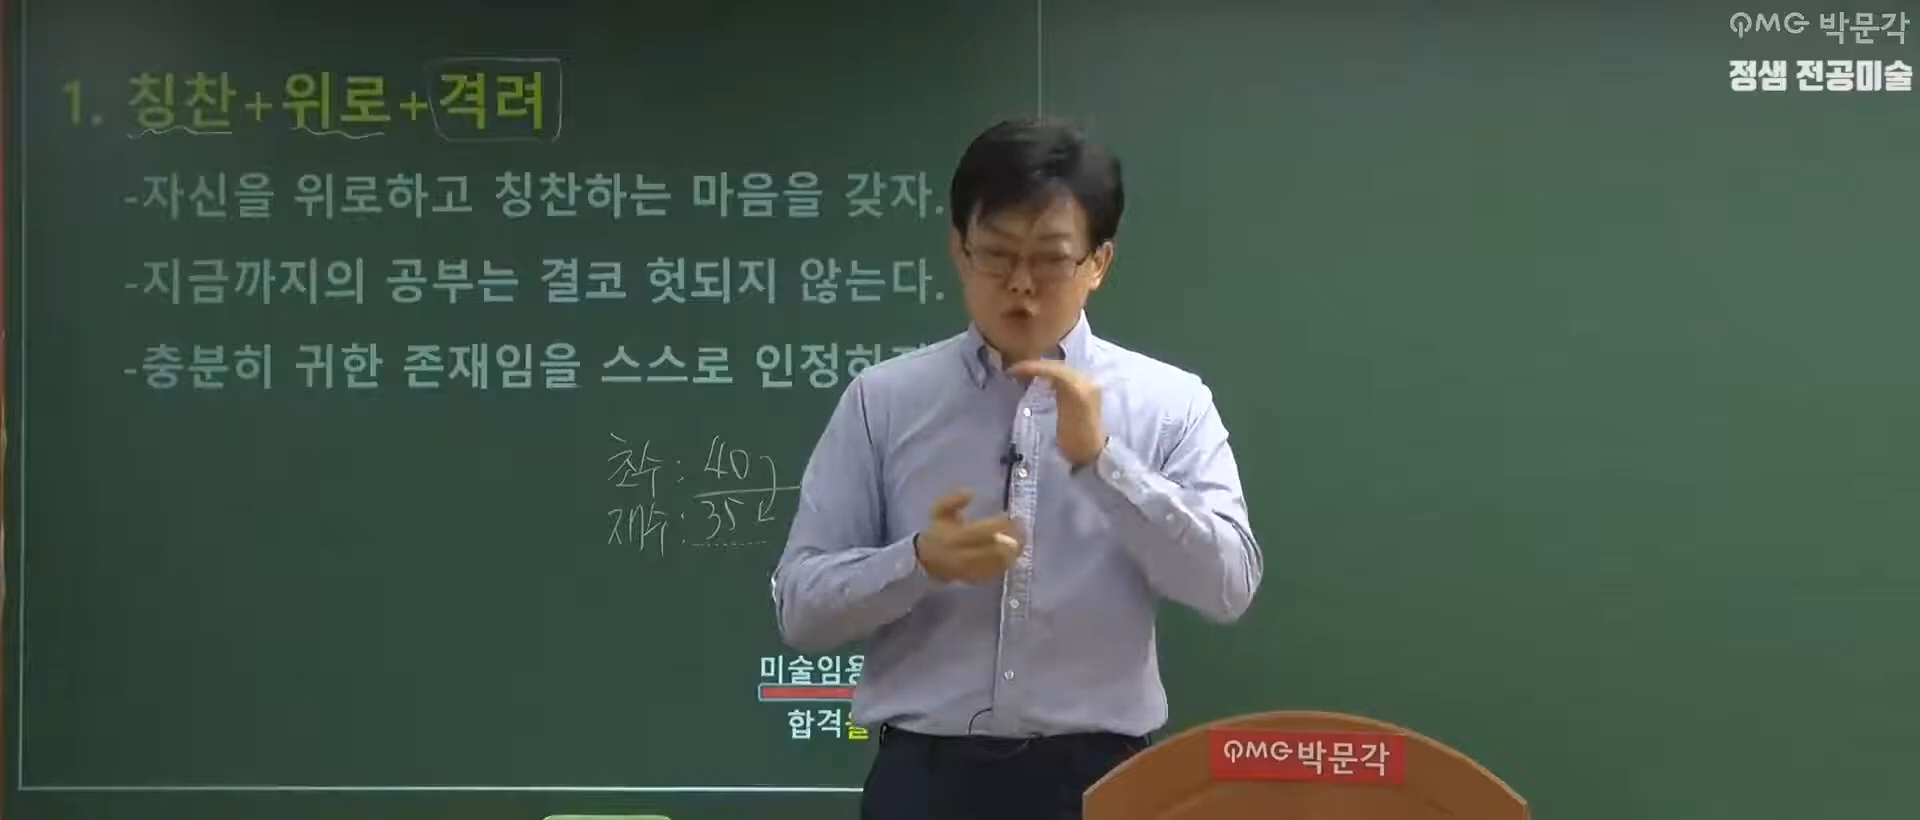 PMG 박문각
정샘 전공미술
1. 칭찬+위로+격려
-자신을 위로하고 칭찬하는 마음을 갖자.
-지금까지의 공부는 결코 헛되지 않는다.
-충분히 귀한 존재임을 스스로
초수: 40
재수: 35
미술임용
합격을
PMG 박문각